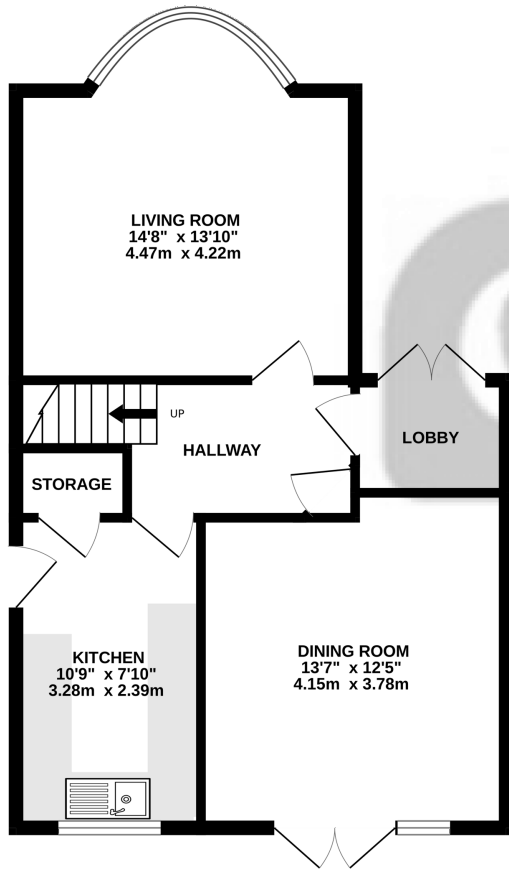 LIVING ROOM
14'8" x 13'10"
4.47m x 4.22m
UP
HALLWAY
LOBBY
STORAGE
KITCHEN
10'9" x 7'10"
3.28m x 2.39m
DINING ROOM
13'7" x 12'5"
4.15m x 3.78m